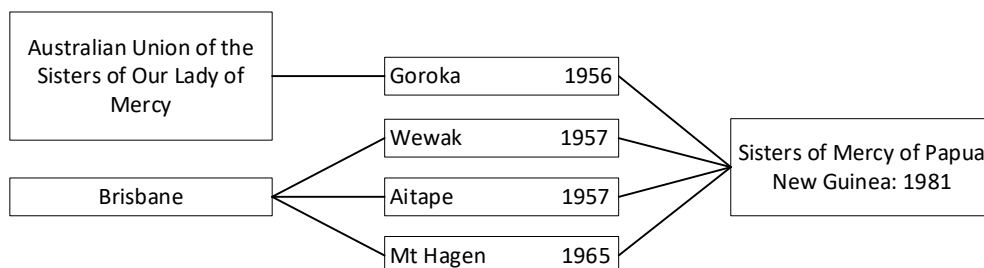 Australian Union of the
Sisters of Our Lady of
Mercy
Goroka 1956
Wewak 1957
Brisbane
Aitape 1957
Mt Hagen 1965
Sisters of Mercy of Papua
New Guinea: 1981